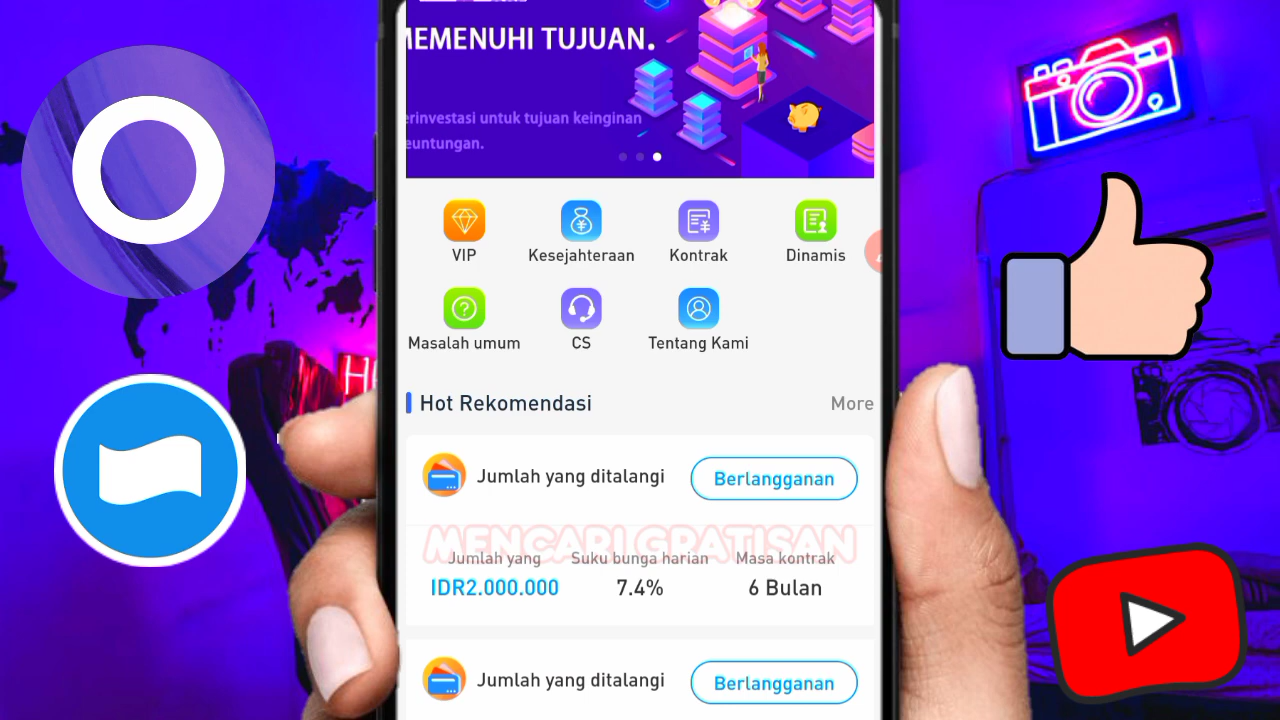 MEMENUHI TUJUAN.
erinvestasi untuk tujuan keinginan
euntungan.
VIP
Kesejahteraan
Kontrak
Dinamis
Masalah umum
CS
Tentang Kami
Hot Rekomendasi
More
Jumlah yang ditalangi
Berlangganan
MENCARI GRATISAN
Jumlah yang
Suku bunga harian
Masa kontrak
IDR2.000.000
7.4%
6 Bulan
Jumlah yang ditalangi
Berlangganan